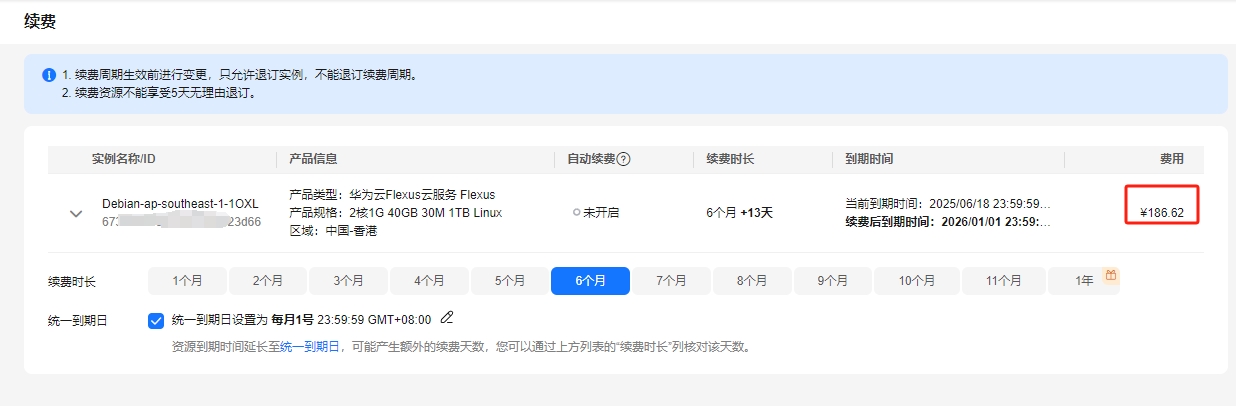 续费
1. 续费周期生效前进行变更，只允许退订实例，不能退订续费周期。
2. 续费资源不能享受5天无理由退订。
实例名称/ID 产品信息 自动续费 续费时长 到期时间 费用
Debian-ap-southeast-1-1OXL
产品类型：华为云Flexus云服务 Flexus
产品规格：2核1G 40GB 30M 1TB Linux
区域：中国-香港
未开启
6个月 +13天
当前到期时间：2025/06/18 23:59:59...
续费后到期时间：2026/01/01 23:59:...
¥186.62
续费时长 1个月 2个月 3个月 4个月 5个月 6个月 7个月 8个月 9个月 10个月 11个月 1年
统一到期日 统一到期日设置为 每月1号 23:59:59 GMT+08:00
资源到期时间延长至统一到期日，可能产生额外的续费天数，您可以通过上方列表的“续费时长”列核对该天数。